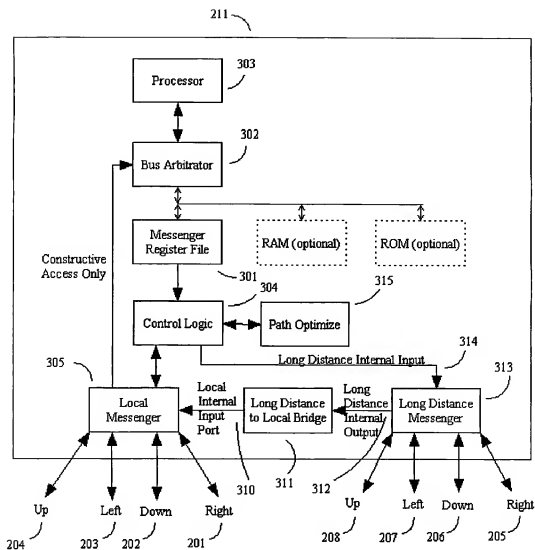 211
303
Processor
302
Bus Arbitrator
Messenger
Register File
RAM (optional)
ROM (optional)
Constructive
Access Only
301
304
315
Control Logic
Path Optimize
314
Long Distance Internal Input
305
313
Local
Messenger
Local
Internal
Input
Port
Long Distance
to Local Bridge
Long
Distance
Internal
Output
Long Distance
Messenger
310
311
312
Up
Left
Down
Right
Up
Left
Down
Right
204
203
202
201
208
207
206
205